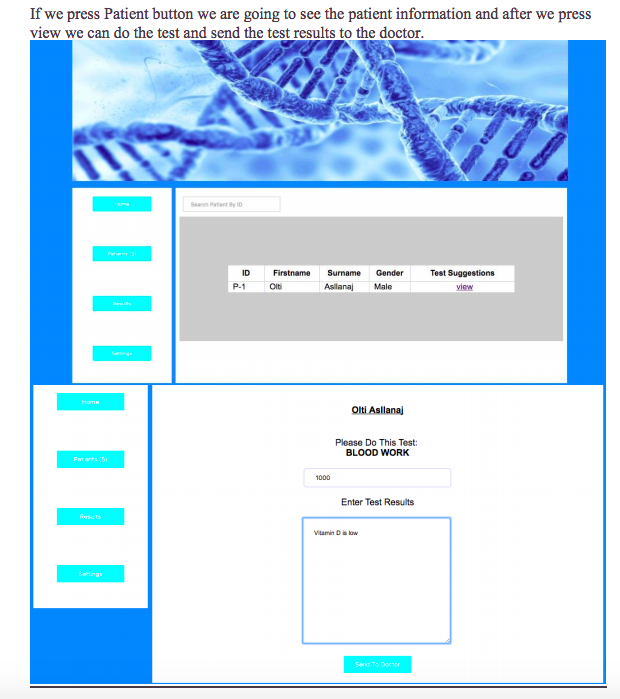 If we press Patient button we are going to see the patient information and after we press
view we can do the test and send the test results to the doctor.
Home
Search Patient By ID
Patients
Results
Settings
ID Firstname Surname Gender Test Suggestions
P-1 Olti Asllanaj Male view
Home
Olti Asllanaj
Please Do This Test:
BLOOD WORK
Patients
1000
Enter Test Results
Results
Vitamin D is low
Settings
Send To Doctor